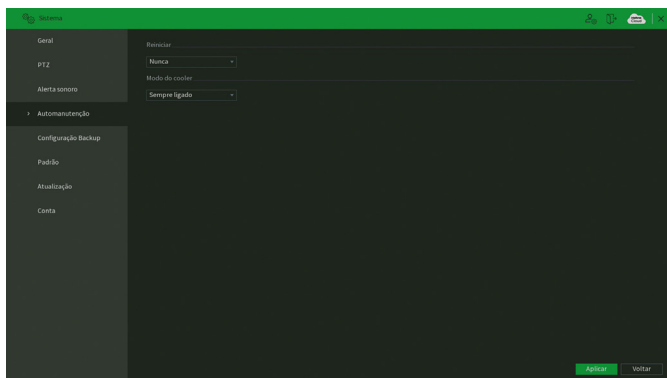 Sistema
Geral
PTZ
Alerta sonoro
Automanutenção
Configuração Backup
Padrão
Atualização
Conta
Reiniciar
Nunca
Modo do cooler
Sempre ligado
Aplicar
Voltar